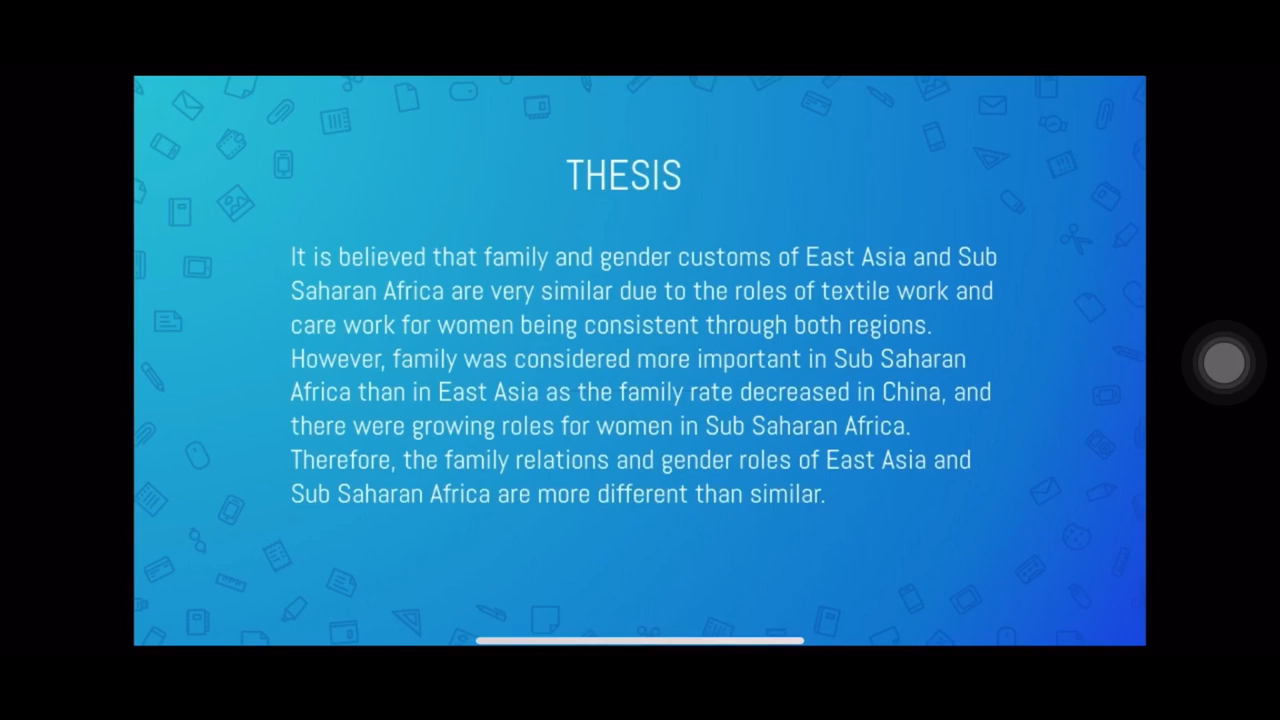 THESIS
It is believed that family and gender customs of East Asia and Sub
Saharan Africa are very similar due to the roles of textile work and
care work for women being consistent through both regions.
However, family was considered more important in Sub Saharan
Africa than in East Asia as the family rate decreased in China, and
there were growing roles for women in Sub Saharan Africa.
Therefore, the family relations and gender roles of East Asia and
Sub Saharan Africa are more different than similar.